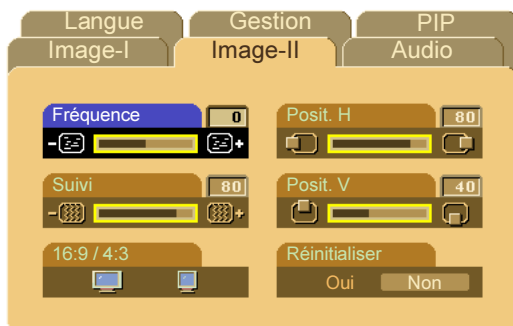 Langue Gestion PIP
Image-I Image-II Audio
Fréquence 0
Posit. H 80
- +
Suivi 80
Posit. V 40
- +
16:9 / 4:3
Réinitialiser
Oui Non